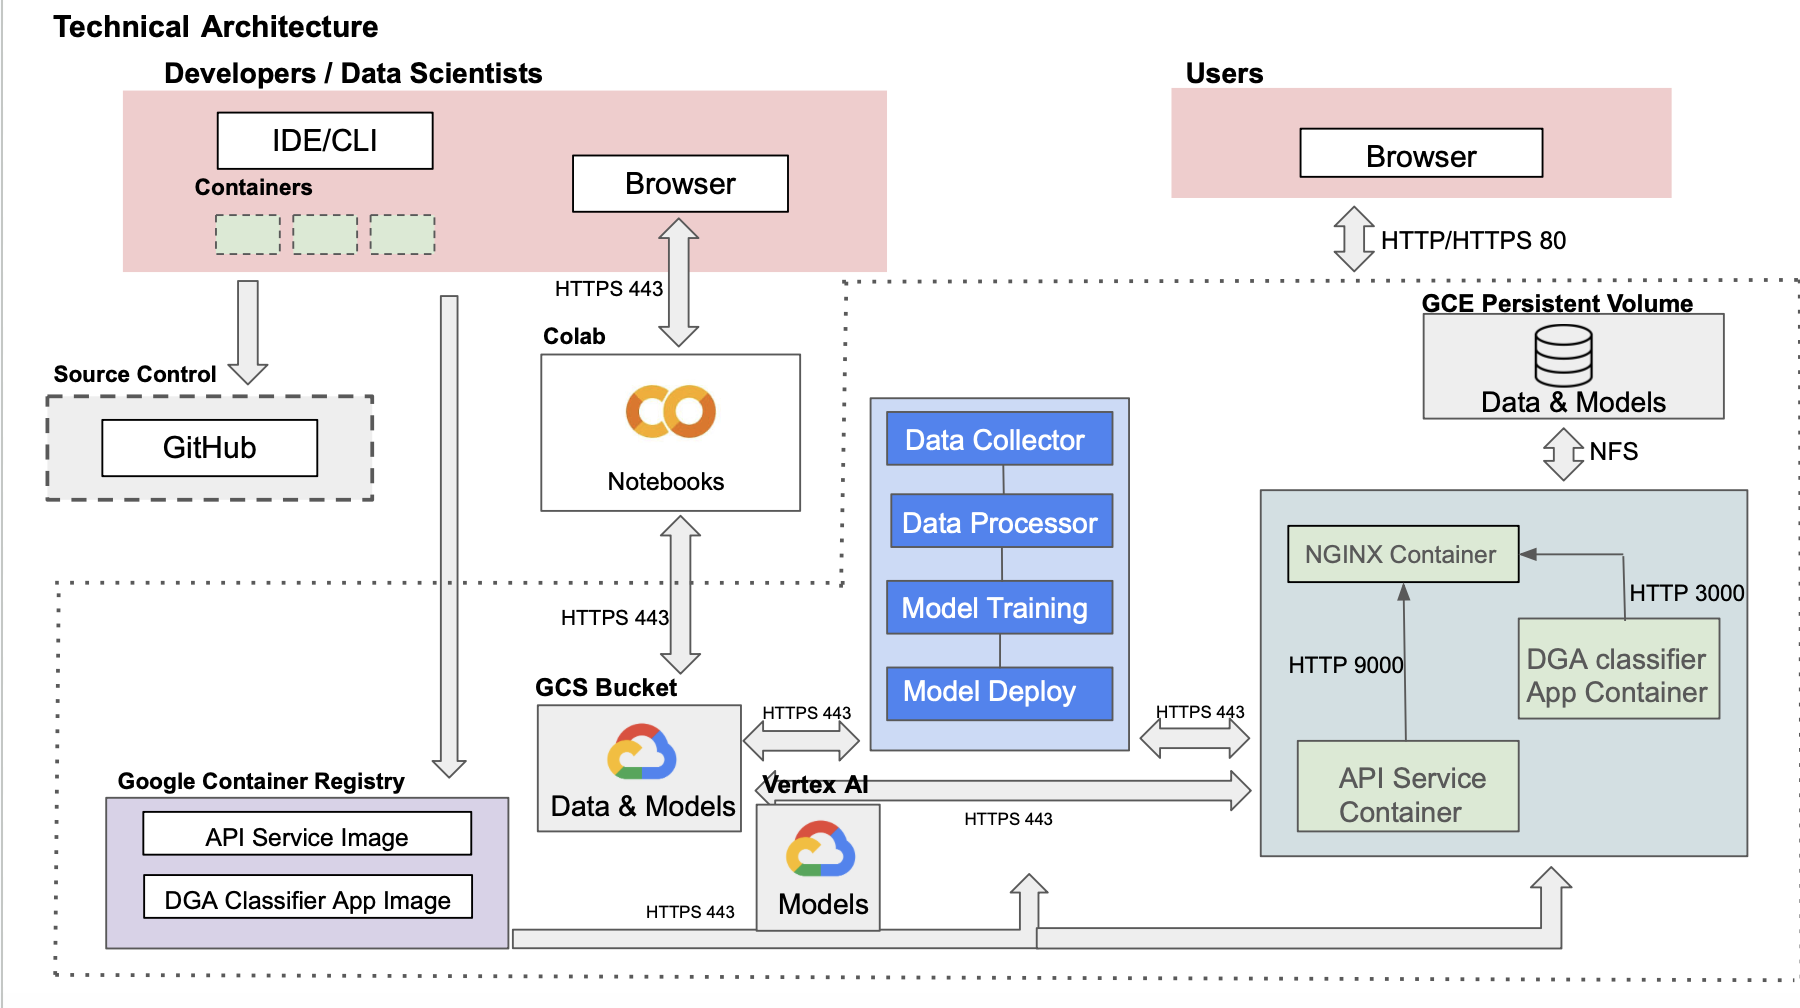 Technical Architecture
Developers / Data Scientists
Users
IDE/CLI
Browser
Browser
Containers
HTTP/HTTPS 80
HTTPS 443
GCE Persistent Volume
Colab
Source Control
Data & Models
GitHub
Notebooks
Data Collector
NFS
Data Processor
NGINX Container
HTTP 3000
Model Training
HTTPS 443
HTTP 9000
DGA classifier
App Container
GCS Bucket
Model Deploy
HTTPS 443
HTTPS 443
Data & Models
Google Container Registry
Vertex AI
API Service
Container
HTTPS 443
API Service Image
DGA Classifier App Image
Models
HTTPS 443